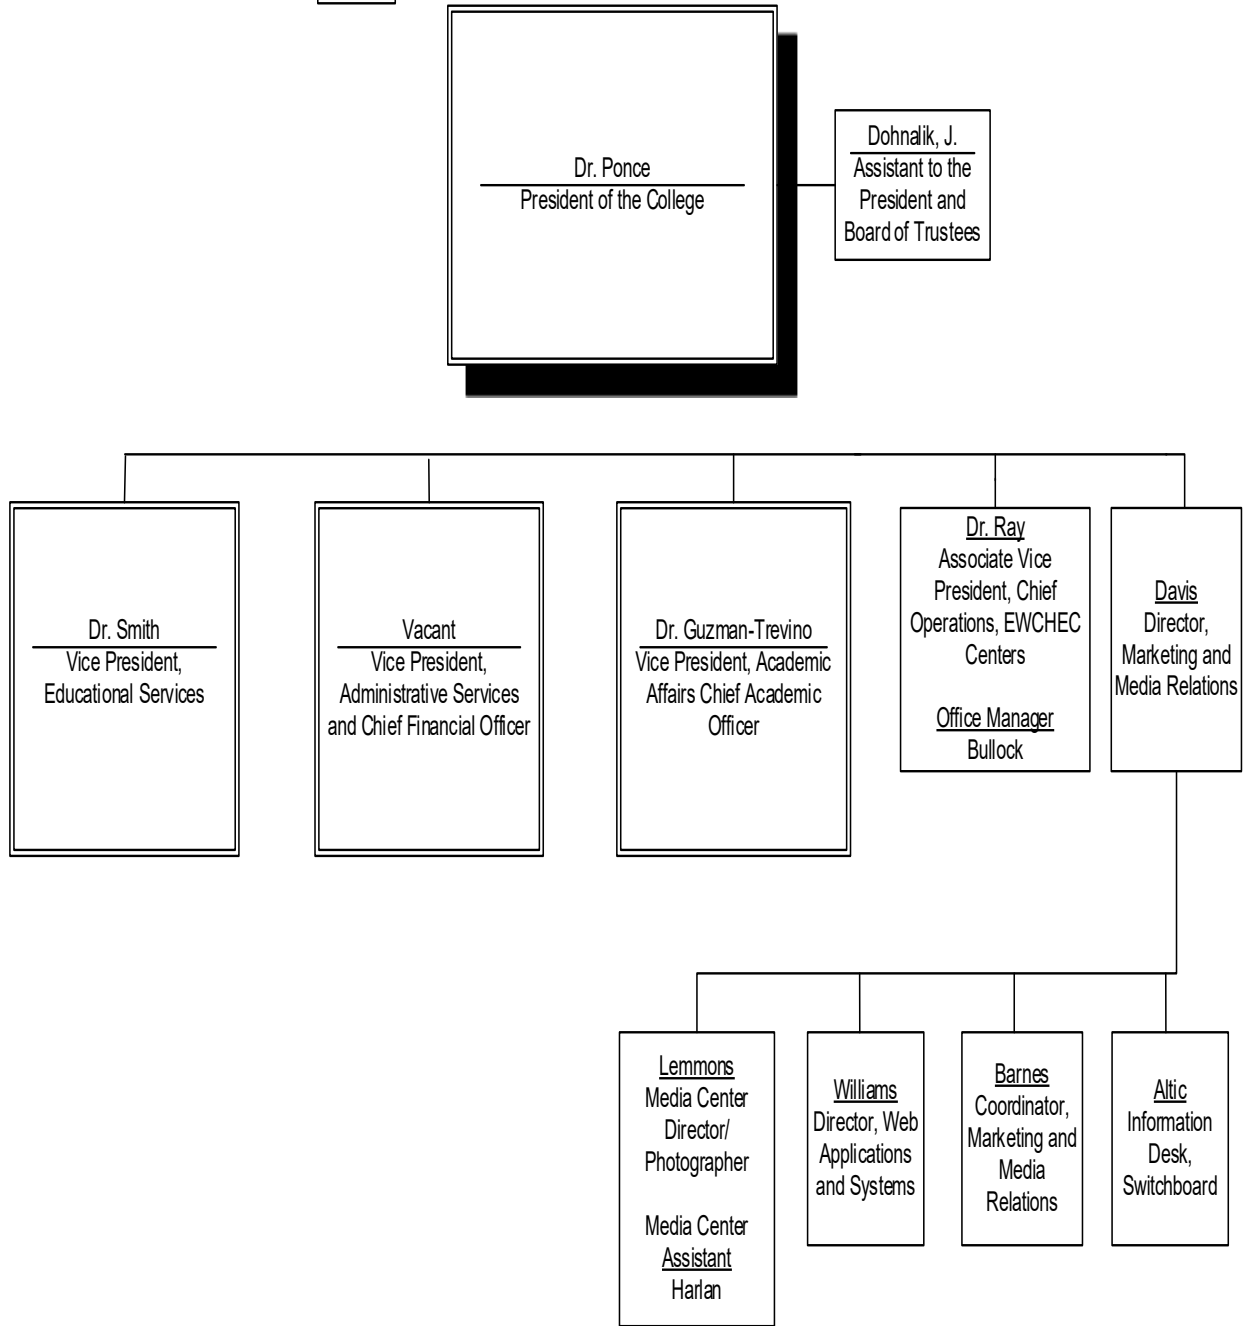 Dr. Ponce
President of the College
Dohnalik, J.
Assistant to the
President and
Board of Trustees
Dr. Smith
Vice President,
Educational Services
Vacant
Vice President,
Administrative Services
and Chief Financial Officer
Dr. Guzman-Trevino
Vice President, Academic
Affairs Chief Academic
Officer
Dr. Ray
Associate Vice
President, Chief
Operations, EWCHEC
Centers
Office Manager
Bullock
Davis
Director,
Marketing and
Media Relations
Lemmons
Media Center
Director/
Photographer
Media Center
Assistant
Harlan
Williams
Director, Web
Applications
and Systems
Barnes
Coordinator,
Marketing and
Media
Relations
Altic
Information
Desk,
Switchboard